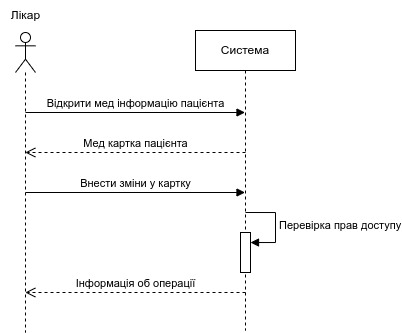 Лікар
Система
Відкрити мед інформацію пацієнта
Мед картка пацієнта
Внести зміни у картку
Перевірка прав доступу
Інформація об операції